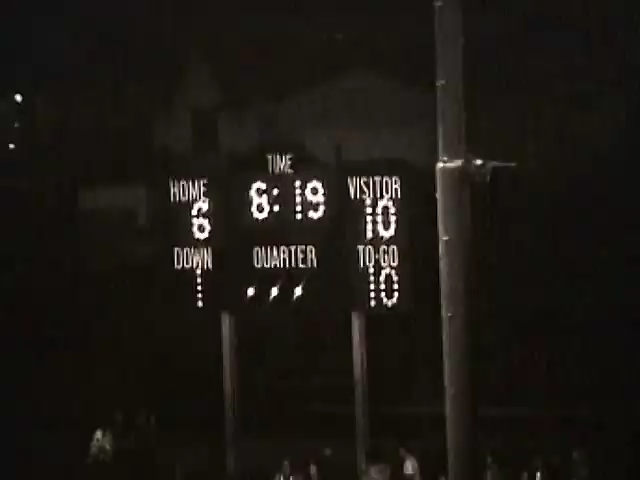 TIME
HOME 6:19 VISITOR
6 10
DOWN QUARTER TO GO
1 10